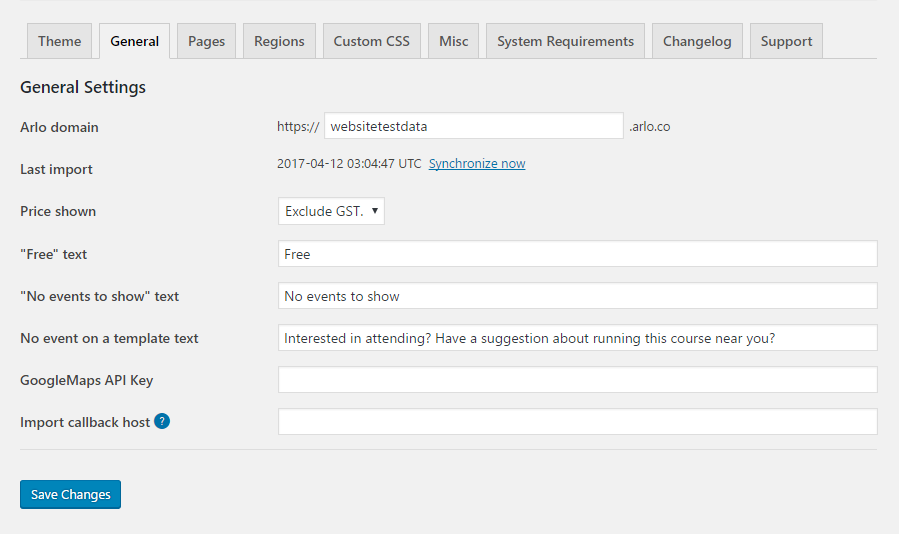 Theme General Pages Regions Custom CSS Misc System Requirements Changelog Support
General Settings
Arlo domain https:// websitetestdata .arlo.co
Last import 2017-04-12 03:04:47 UTC Synchronize now
Price shown Exclude GST. ▼
"Free" text Free
"No events to show" text No events to show
No event on a template text Interested in attending? Have a suggestion about running this course near you?
GoogleMaps API Key
Import callback host ?
Save Changes